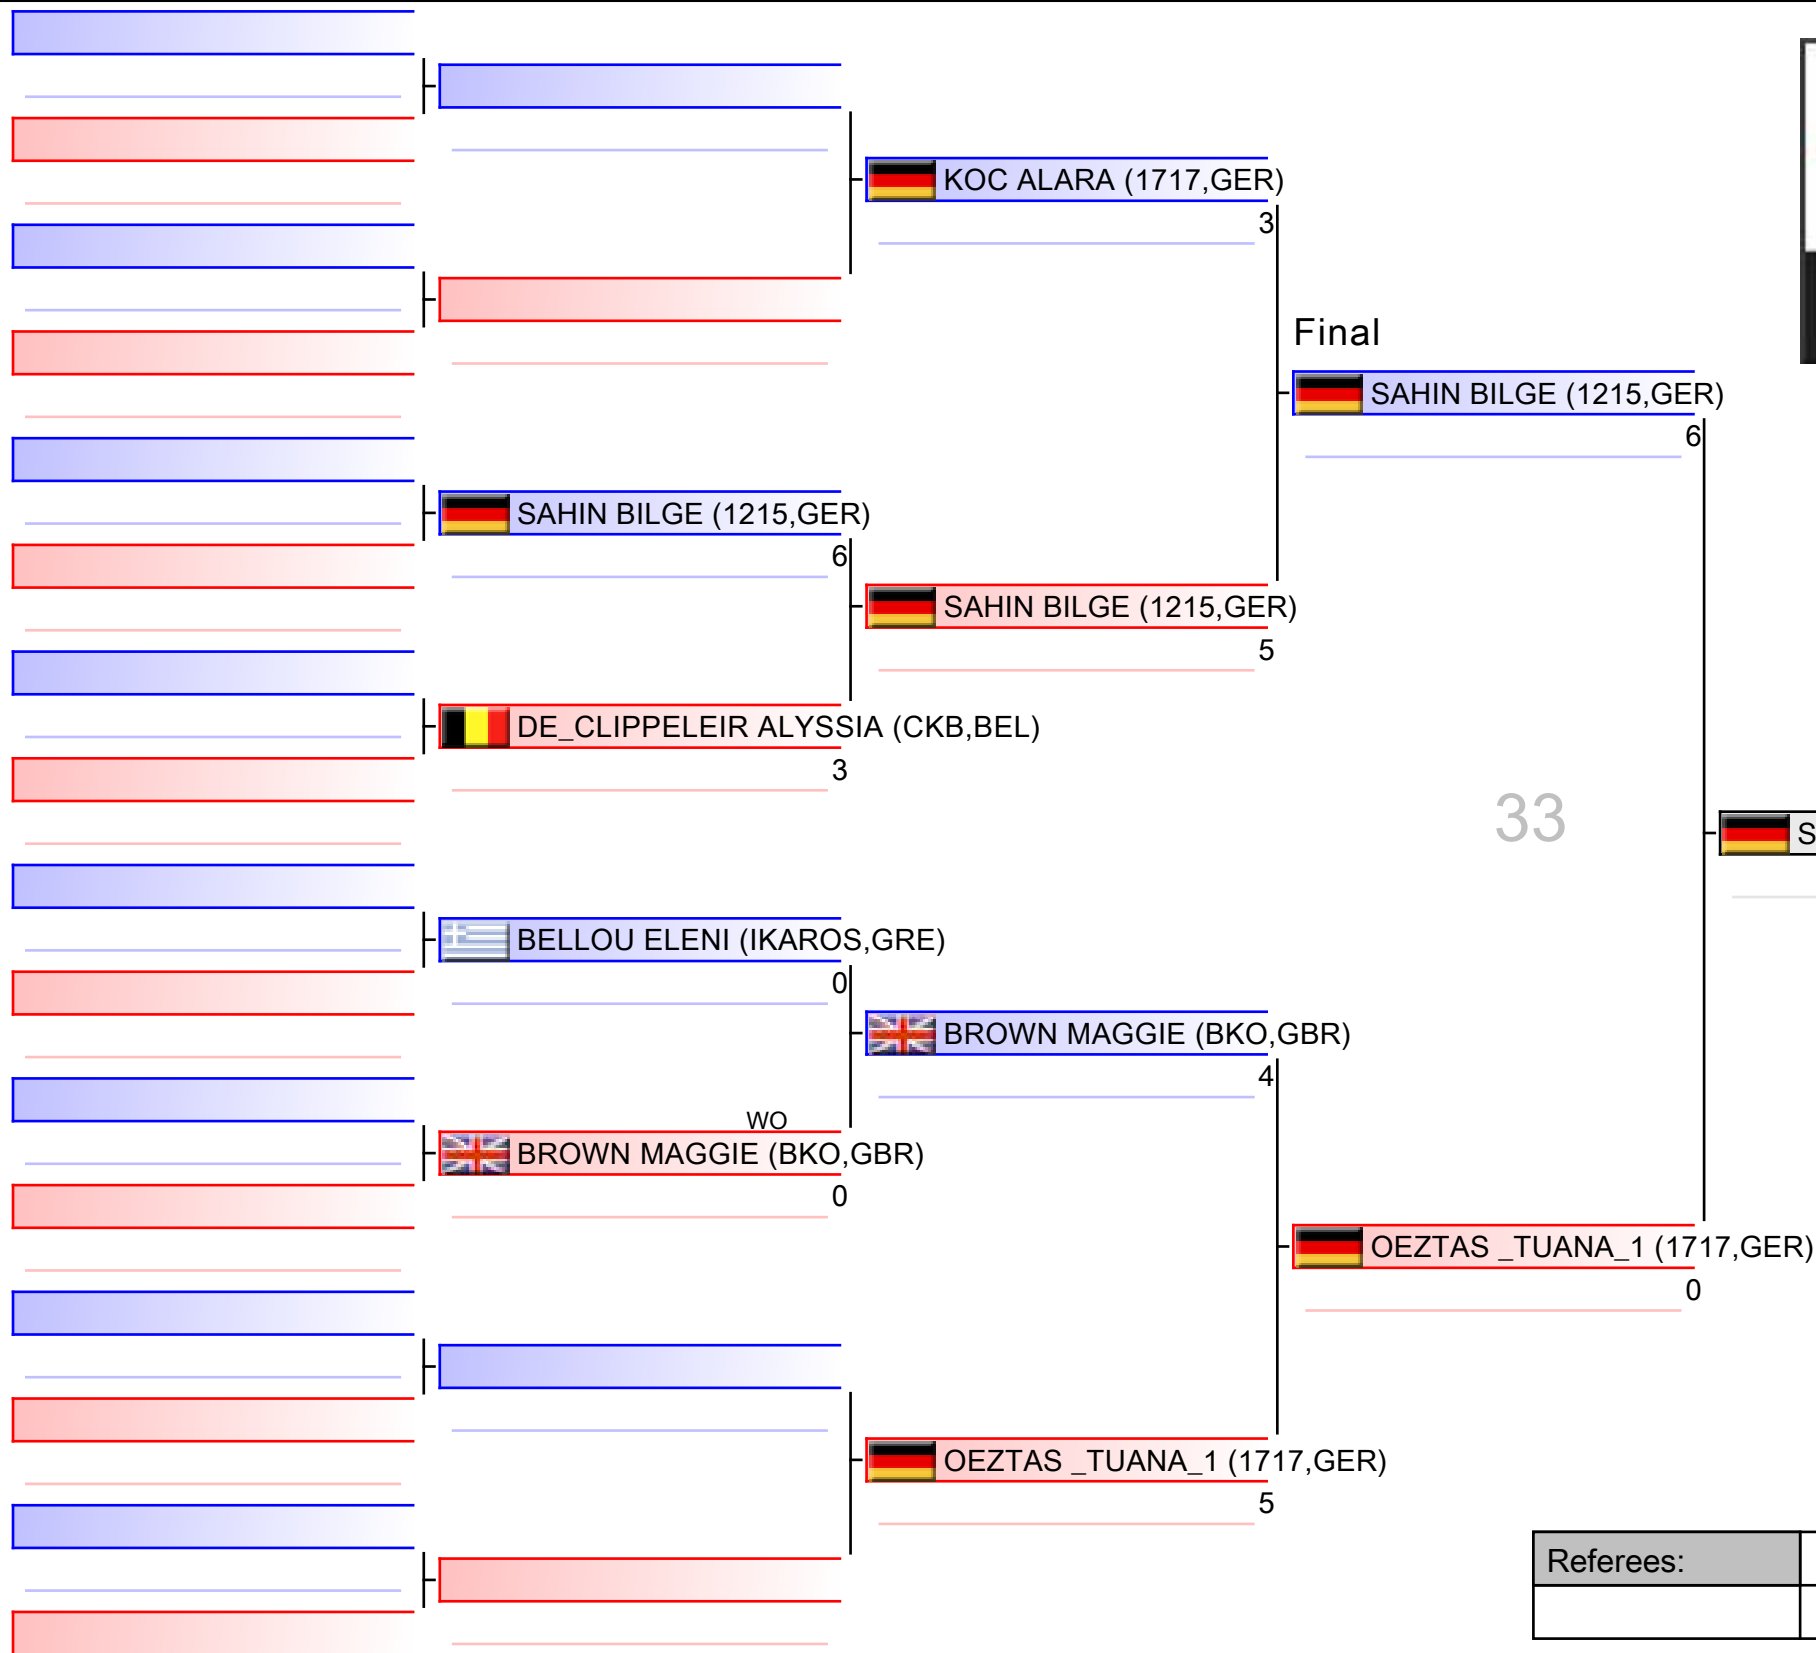 KOC ALARA (1717,GER)
3
Final
SAHIN BILGE (1215,GER)
6
SAHIN BILGE (1215,GER)
6
SAHIN BILGE (1215,GER)
5
DE_CLIPPELEIR ALYSSIA (CKB,BEL)
3
33
S
BELLOU ELENI (IKAROS,GRE)
0
BROWN MAGGIE (BKO,GBR)
4
WO
BROWN MAGGIE (BKO,GBR)
0
OEZTAS _TUANA_1 (1717,GER)
0
OEZTAS _TUANA_1 (1717,GER)
5
Referees: